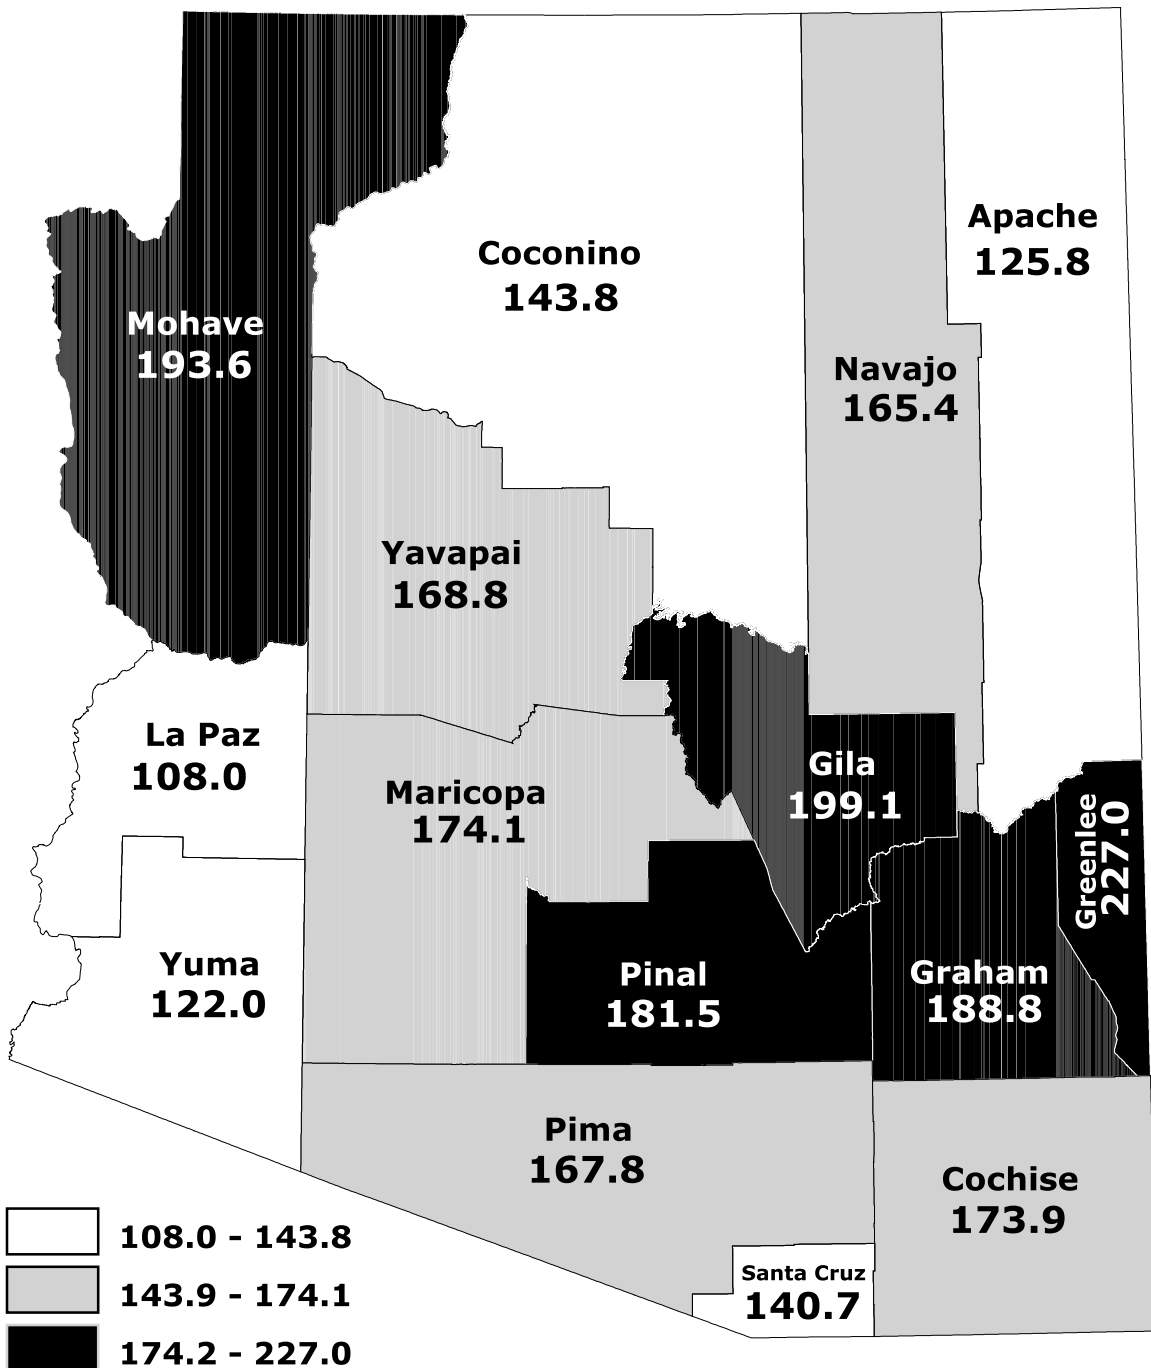 Apache
125.8
Coconino
143.8
Mohave
193.6
Navajo
165.4
Yavapai
168.8
La Paz
108.0
Gila
199.1
Maricopa
174.1
Greenlee
227.0
Yuma
122.0
Pinal
181.5
Graham
188.8
Pima
167.8
Cochise
173.9
Santa Cruz
140.7
108.0 - 143.8
143.9 - 174.1
174.2 - 227.0